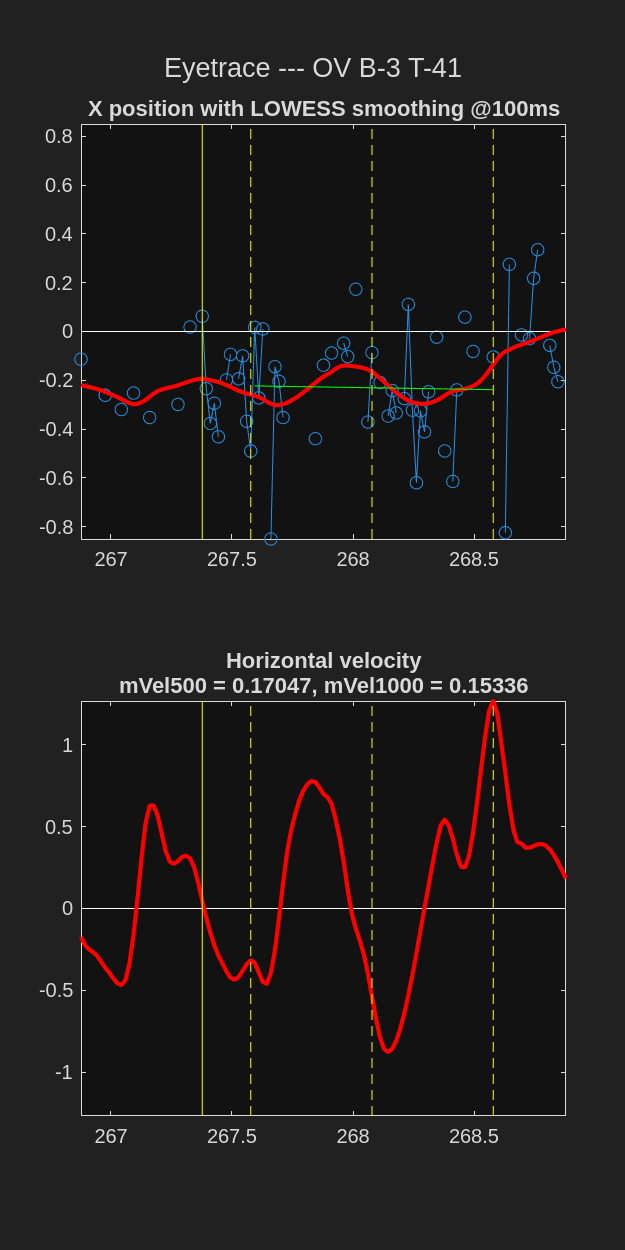 Eyetrace --- OV B-3 T-41
X position with LOWESS smoothing @100ms
0.8
0.6
0.4
0.2
0
-0.2
-0.4
-0.6
-0.8
267 267.5 268 268.5
Horizontal velocity
mVel500 = 0.17047, mVel1000 = 0.15336
1
0.5
0
-0.5
-1
267 267.5 268 268.5